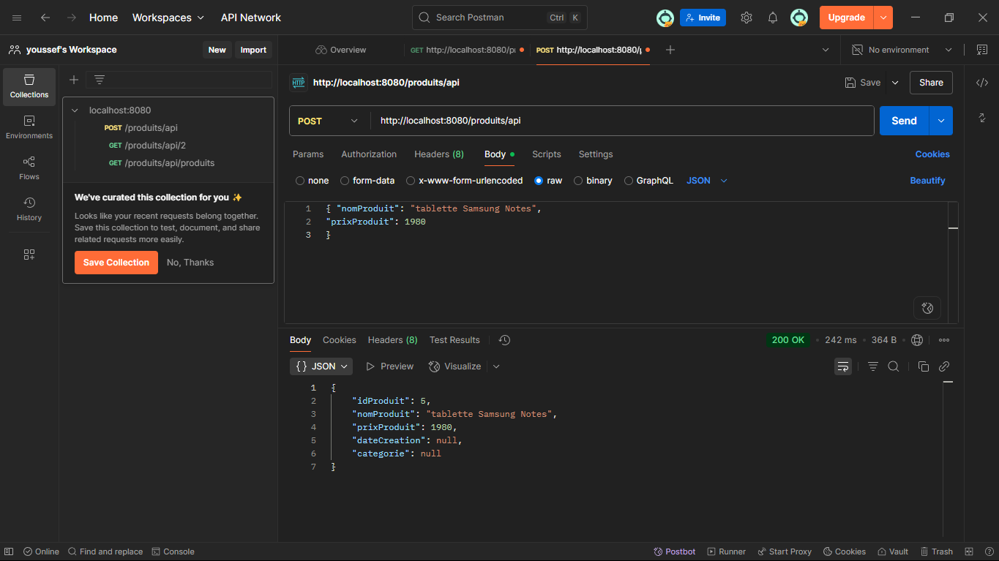 Home Workspaces API Network Search Postman Ctrl K Invite Upgrade
youssef's Workspace New Import Overview GET http://localhost:8080/p POST http://localhost:8080/ No environment
Collections
Environments
Flows
History
localhost:8080
POST /produits/api
GET /produits/api/2
GET /produits/api/produits
We've curated this collection for you ✨
Looks like your recent requests belong together.
Save this collection to test, document, and share
related requests more easily.
Save Collection No, Thanks
HTTP http://localhost:8080/produits/api Save Share
POST http://localhost:8080/produits/api Send
Params Authorization Headers (8) Body Scripts Settings Cookies
none form-data x-www-form-urlencoded raw binary GraphQL JSON Beautify
1 { "nomProduit": "tablette Samsung Notes",
2 "prixProduit": 1980
3 }
Body Cookies Headers (8) Test Results 200 OK 242 ms 364 B
{} JSON Preview Visualize
1 {
2 "idProduit": 5,
3 "nomProduit": "tablette Samsung Notes",
4 "prixProduit": 1980,
5 "dateCreation": null,
6 "categorie": null
7 }
Online Find and replace Console Postbot Runner Start Proxy Cookies Vault Trash